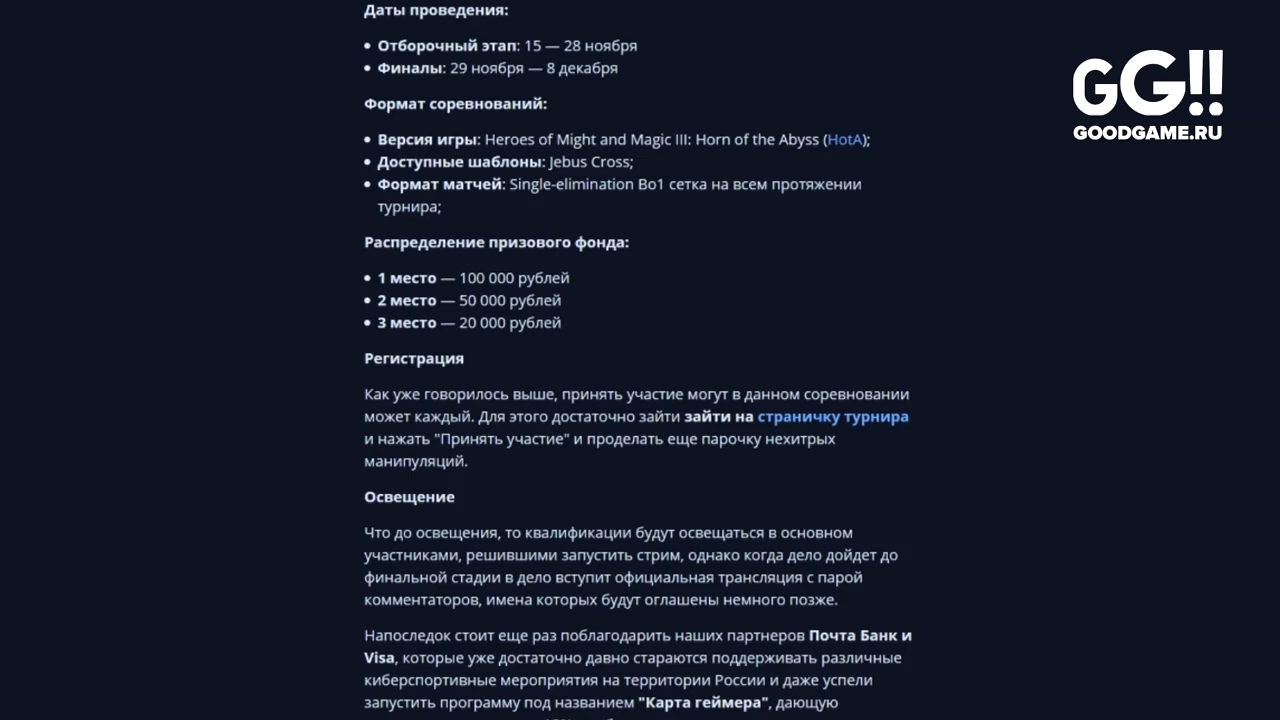 Даты проведения:
• Отборочный этап: 15 — 28 ноября
• Финалы: 29 ноября — 8 декабря
Формат соревнований:
• Версия игры: Heroes of Might and Magic III: Horn of the Abyss (HotA);
• Доступные шаблоны: Jebus Cross;
• Формат матчей: Single-elimination Bo1 сетка на всем протяжении
турнира;
Распределение призового фонда:
• 1 место — 100 000 рублей
• 2 место — 50 000 рублей
• 3 место — 20 000 рублей
Регистрация
Как уже говорилось выше, принять участие могут в данном соревновании
может каждый. Для этого достаточно зайти зайти на страничку турнира
и нажать "Принять участие" и проделать еще парочку нехитрых
манипуляций.
Освещение
Что до освещения, то квалификации будут освещаться в основном
участниками, решившими запустить стрим, однако когда дело дойдет до
финальной стадии в дело вступит официальная трансляция с парой
комментаторов, имена которых будут оглашены немного позже.
Напоследок стоит еще раз поблагодарить наших партнеров Почта Банк и
Visa, которые уже достаточно давно стараются поддерживать различные
киберспортивные мероприятия на территории России и даже успели
запустить программу под названием "Карта геймера", дающую
GG!!
GOODGAME.RU